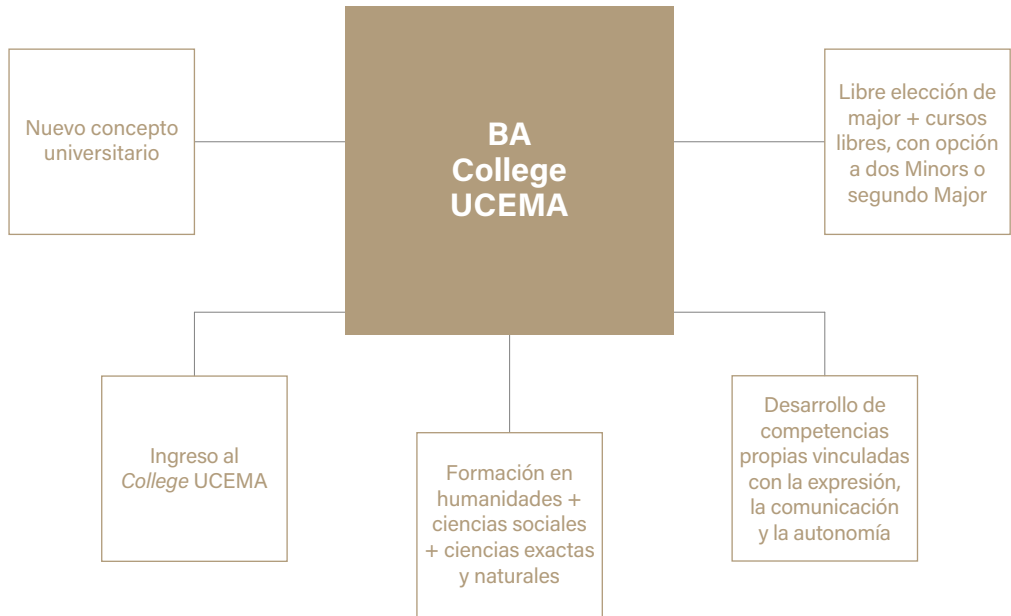 BA
College
UCEMA
Nuevo concepto
universitario
Libre elección de
major + cursos
libres, con opción
a dos Minors o
segundo Major
Ingreso al
College UCEMA
Formación en
humanidades +
ciencias sociales
+ ciencias exactas
y naturales
Desarrollo de
competencias
propias vinculadas
con la expresión,
la comunicación
y la autonomía